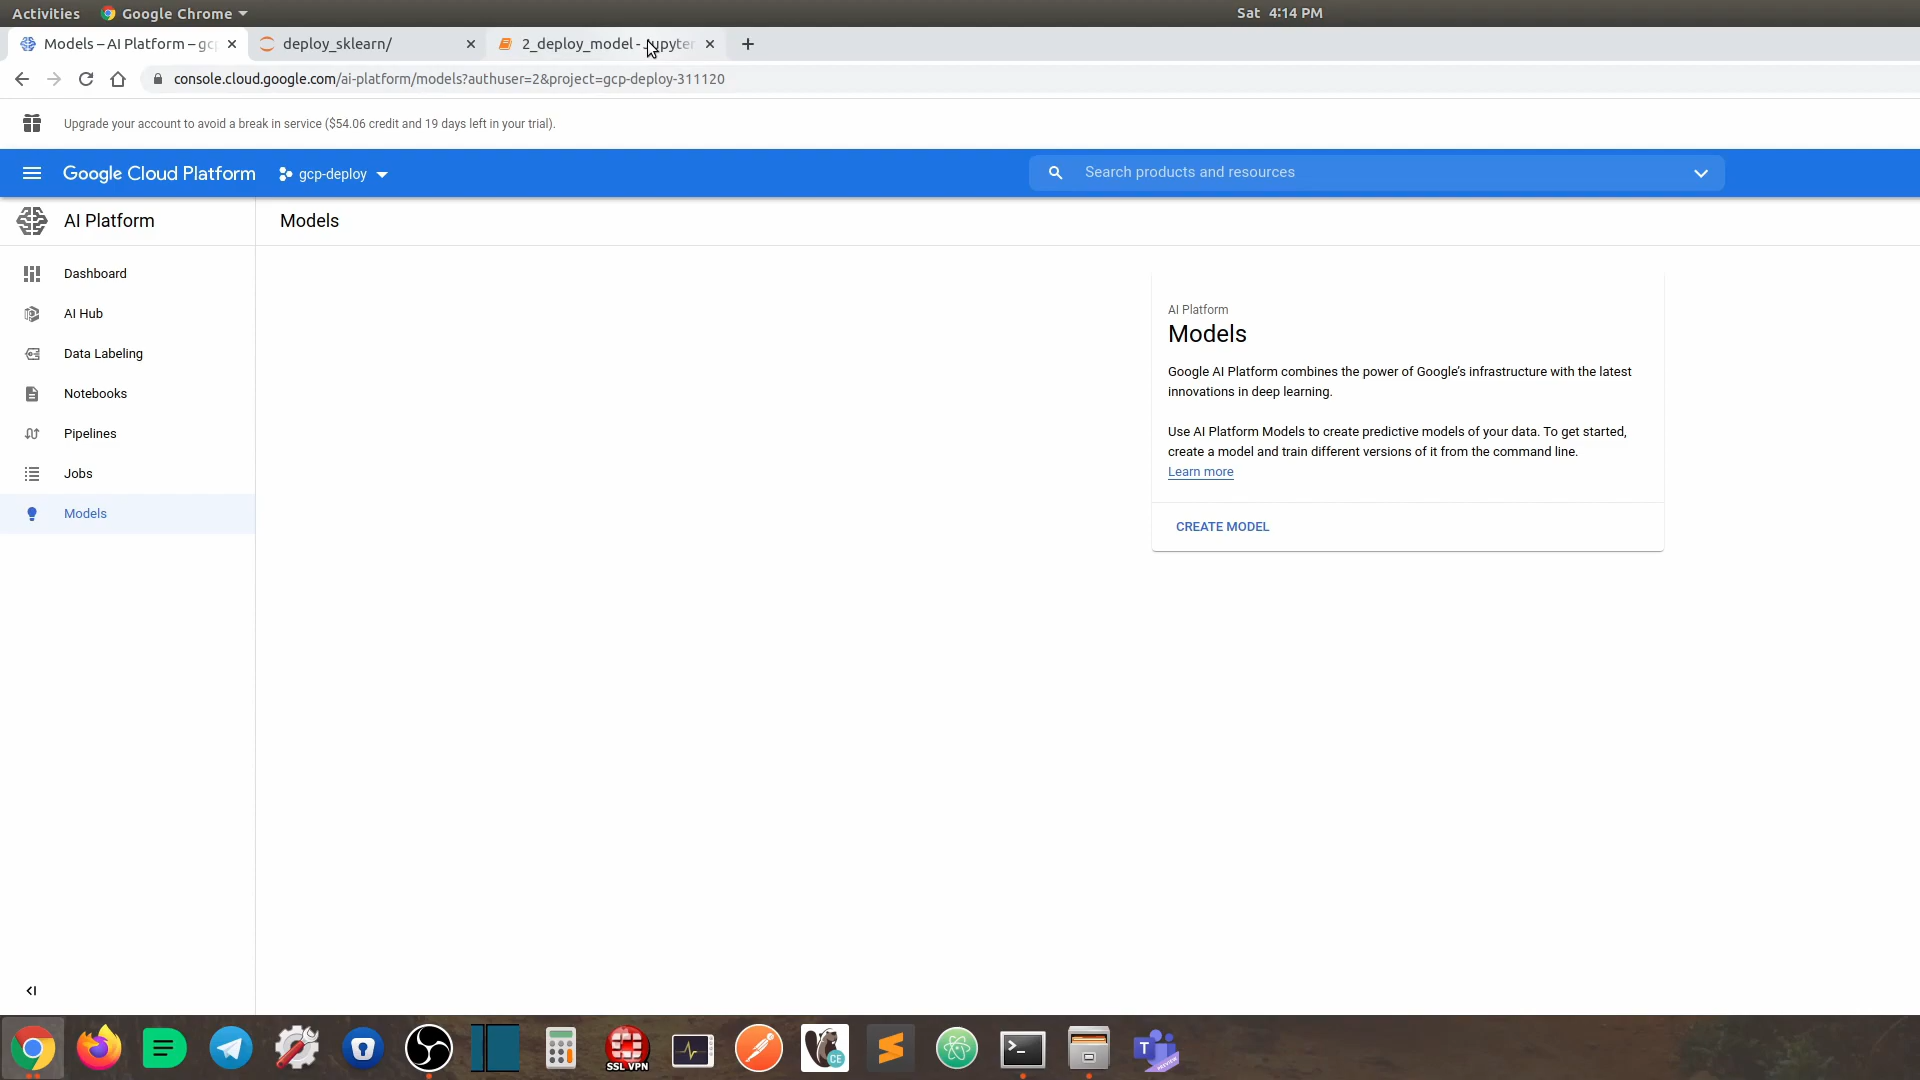 Activities
Google Chrome
Sat 4:14 PM
Models – AI Platform – gc
deploy_sklearn/
2_deploy_model - Jupyter
console.cloud.google.com/ai-platform/models?authuser=2&project=gcp-deploy-311120
Upgrade your account to avoid a break in service ($54.06 credit and 19 days left in your trial).
Google Cloud Platform
gcp-deploy
Search products and resources
AI Platform
Models
Dashboard
AI Hub
Data Labeling
Notebooks
Pipelines
Jobs
Models
AI Platform
Models
Google AI Platform combines the power of Google's infrastructure with the latest
innovations in deep learning.
Use AI Platform Models to create predictive models of your data. To get started,
create a model and train different versions of it from the command line.
Learn more
CREATE MODEL
SSL VPN
CE
T
PREVIEW